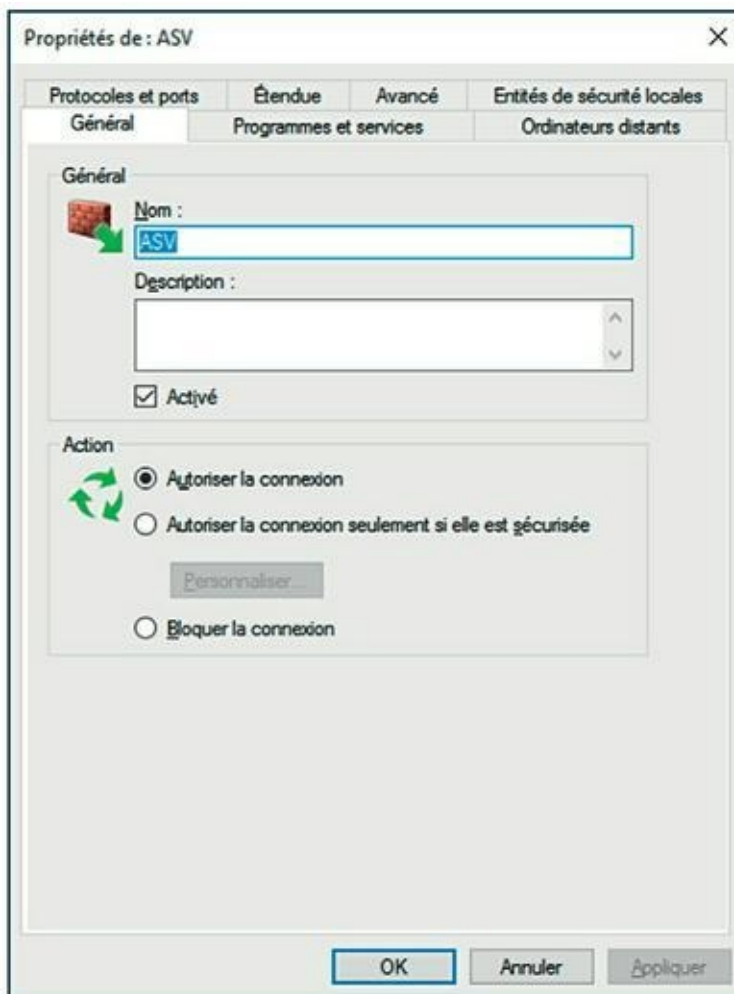 Propriétés de : ASV
Protocoles et ports Étendue Avancé Entités de sécurité locales
Général Programmes et services Ordinateurs distants
Général
Nom :
ASV
Description :
Activé
Action
Autoriser la connexion
Autoriser la connexion seulement si elle est sécurisée
Personnaliser...
Bloquer la connexion
OK Annuler Appliquer